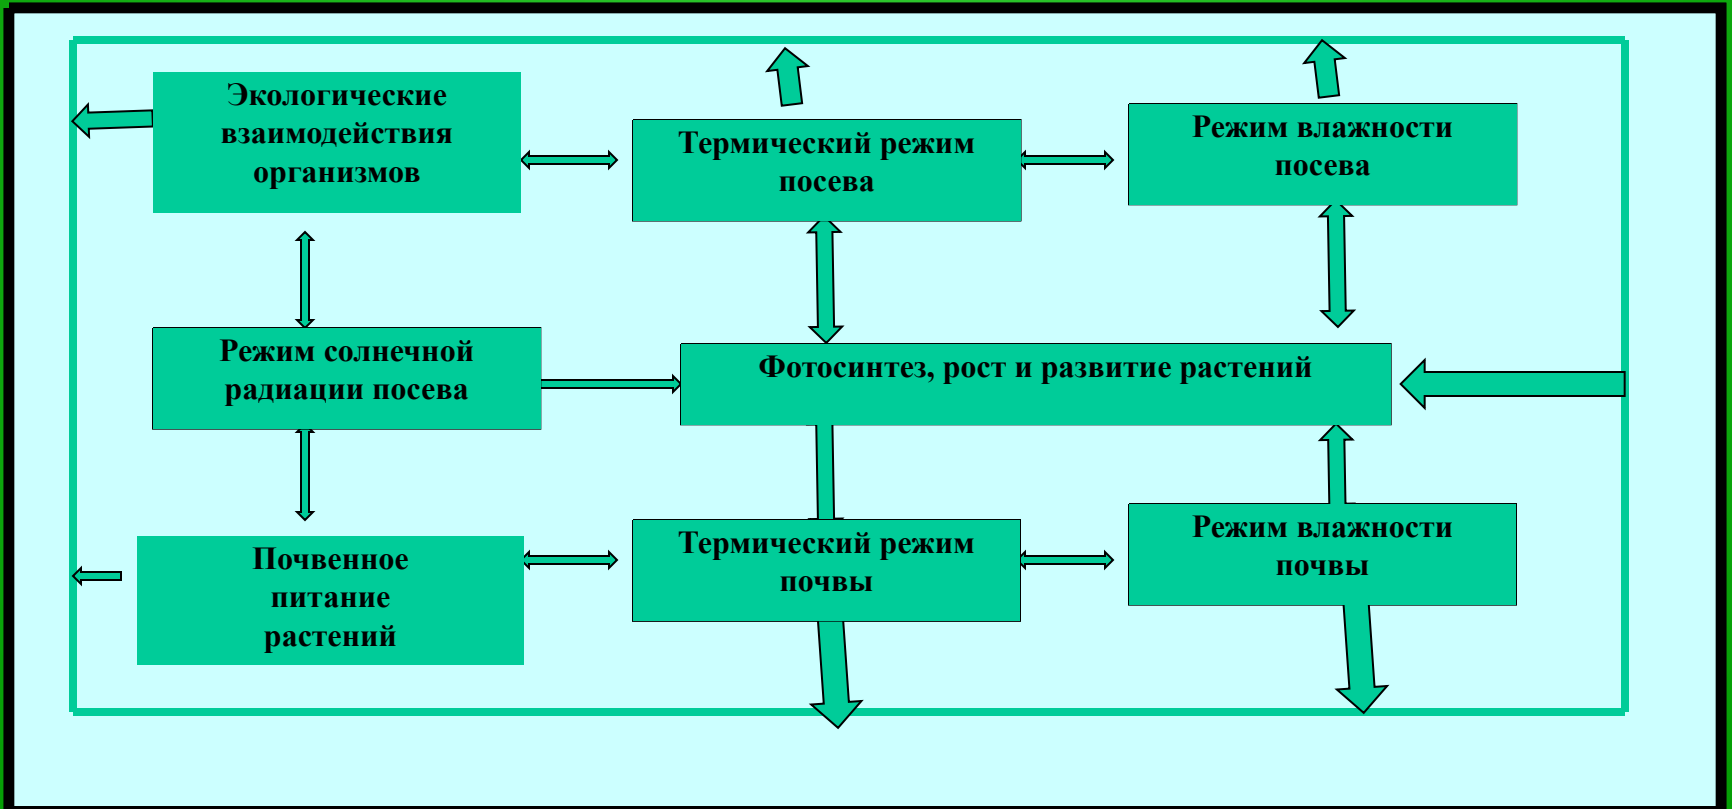 Экологические
взаимодействия
организмов
Термический режим
посева
Режим влажности
посева
Режим солнечной
радиации посева
Фотосинтез, рост и развитие растений
Почвенное
питание
растений
Термический режим
почвы
Режим влажности
почвы